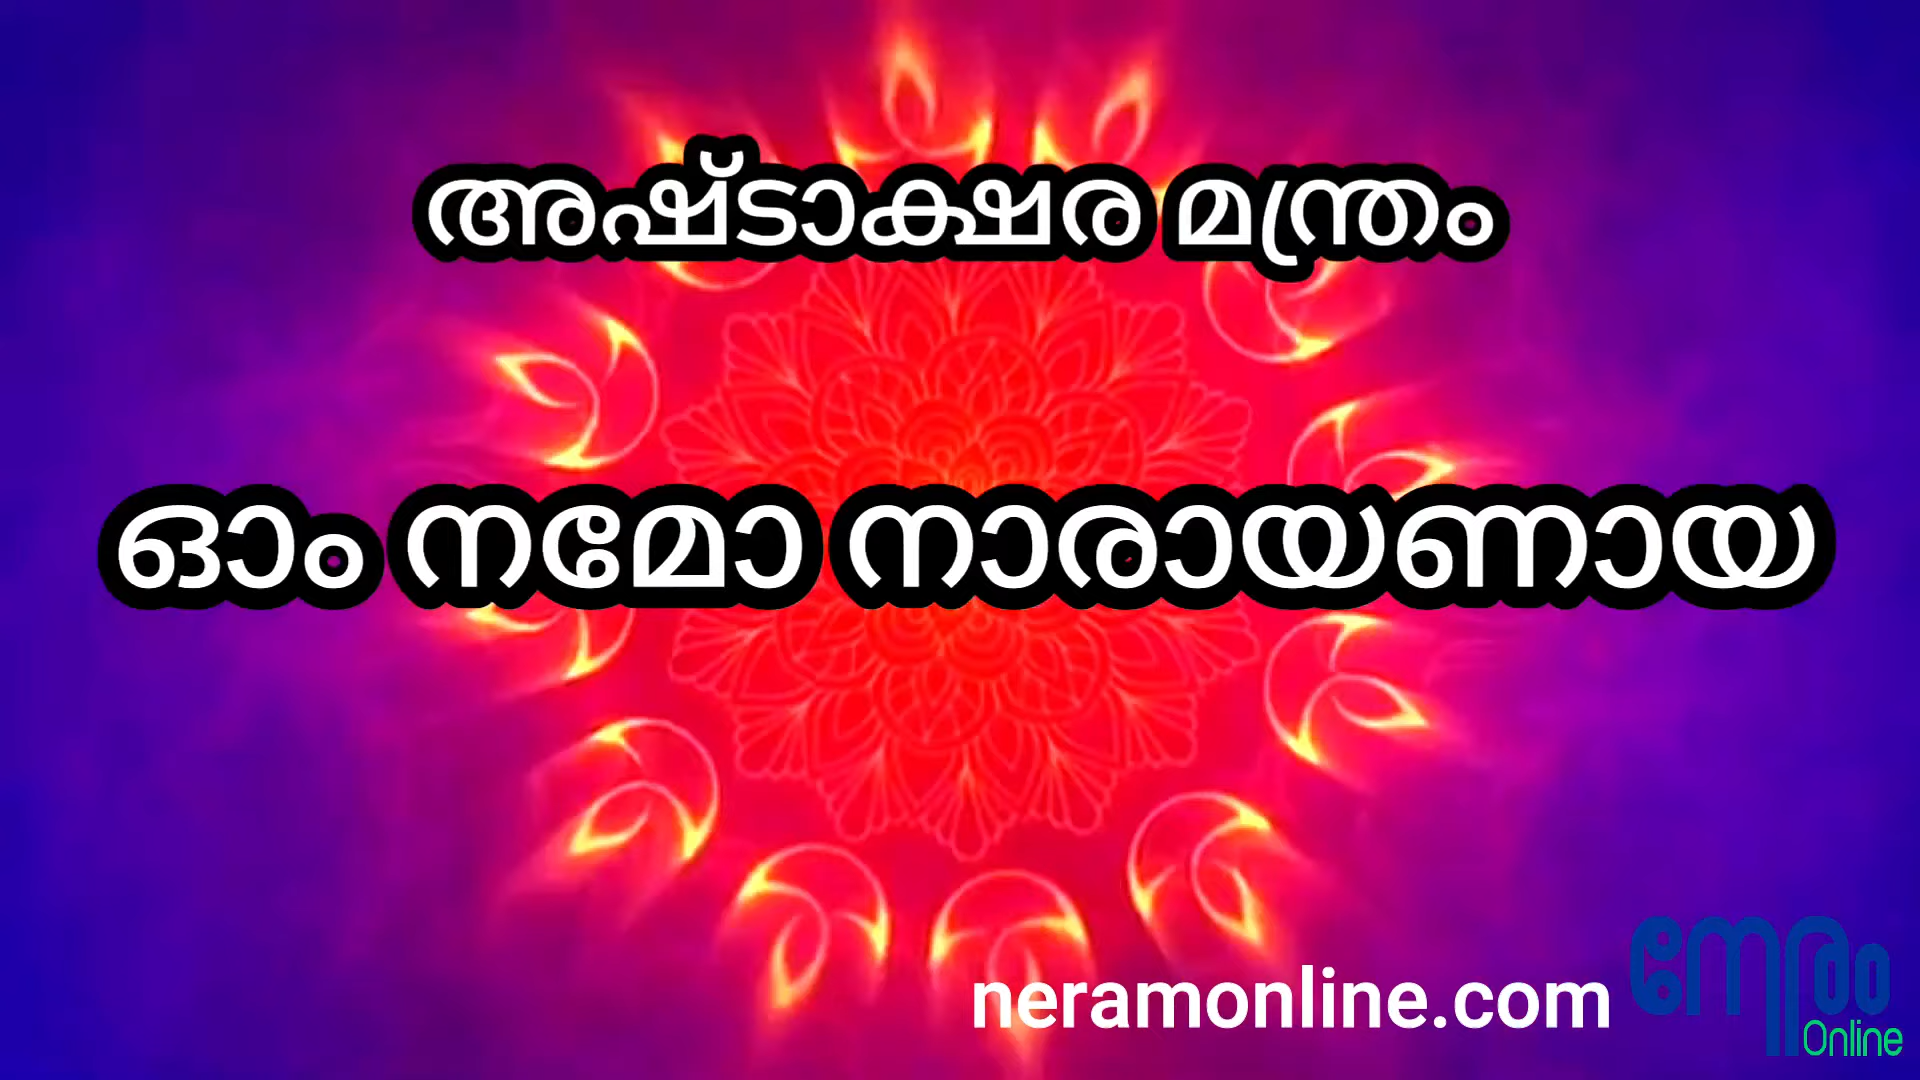 അഷ്ടാക്ഷര മന്ത്രം
ഓം നമോ നാരായണായ
neramonline.com
നേരം
Online